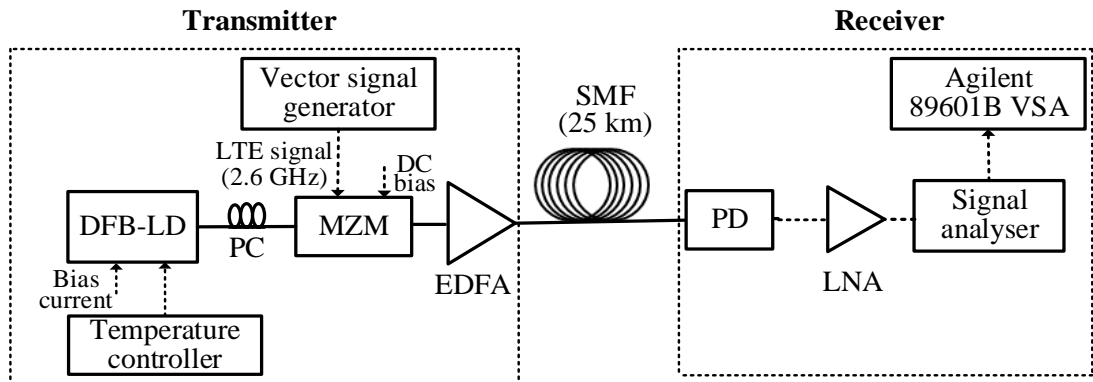 Transmitter
Receiver
Vector signal
generator
LTE signal
(2.6 GHz)
DC
bias
DFB-LD
PC
MZM
EDFA
Bias
current
Temperature
controller
SMF
(25 km)
Agilent
89601B VSA
PD
LNA
Signal
analyser